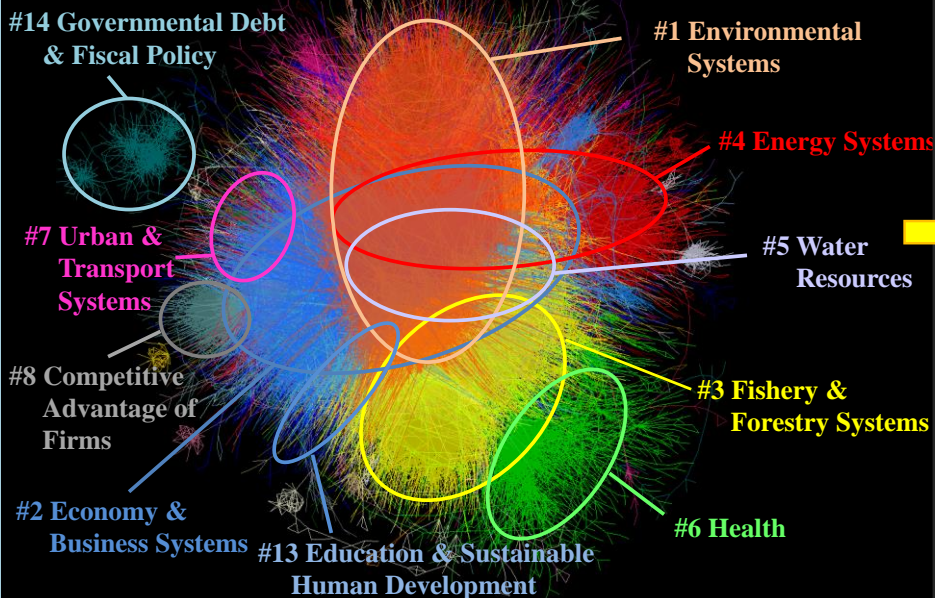 #14 Governmental Debt
& Fiscal Policy
#1 Environmental
Systems
#4 Energy Systems
#7 Urban &
Transport
Systems
#5 Water
Resources
#8 Competitive
Advantage of
Firms
#3 Fishery &
Forestry Systems
#2 Economy &
Business Systems
#6 Health
#13 Education & Sustainable
Human Development